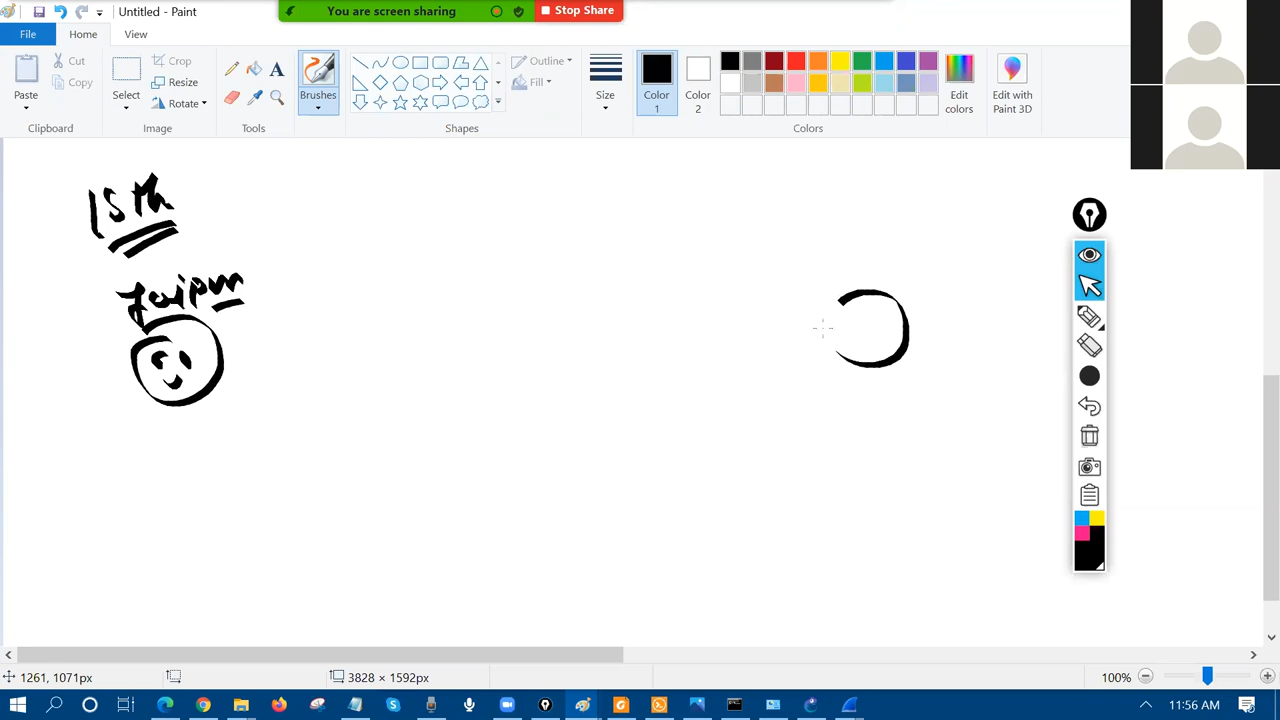 Untitled - Paint
You are screen sharing
Stop Share
File
Home
View
Paste
Cut
Copy
Clipboard
Select
Crop
Resize
Rotate
Image
Tools
Brushes
Shapes
Outline
Fill
Size
Color
1
Color
2
Colors
Edit
colors
Edit with
Paint 3D
15th
Jaipur
1261, 1071px
3828 × 1592px
100%
11:56 AM